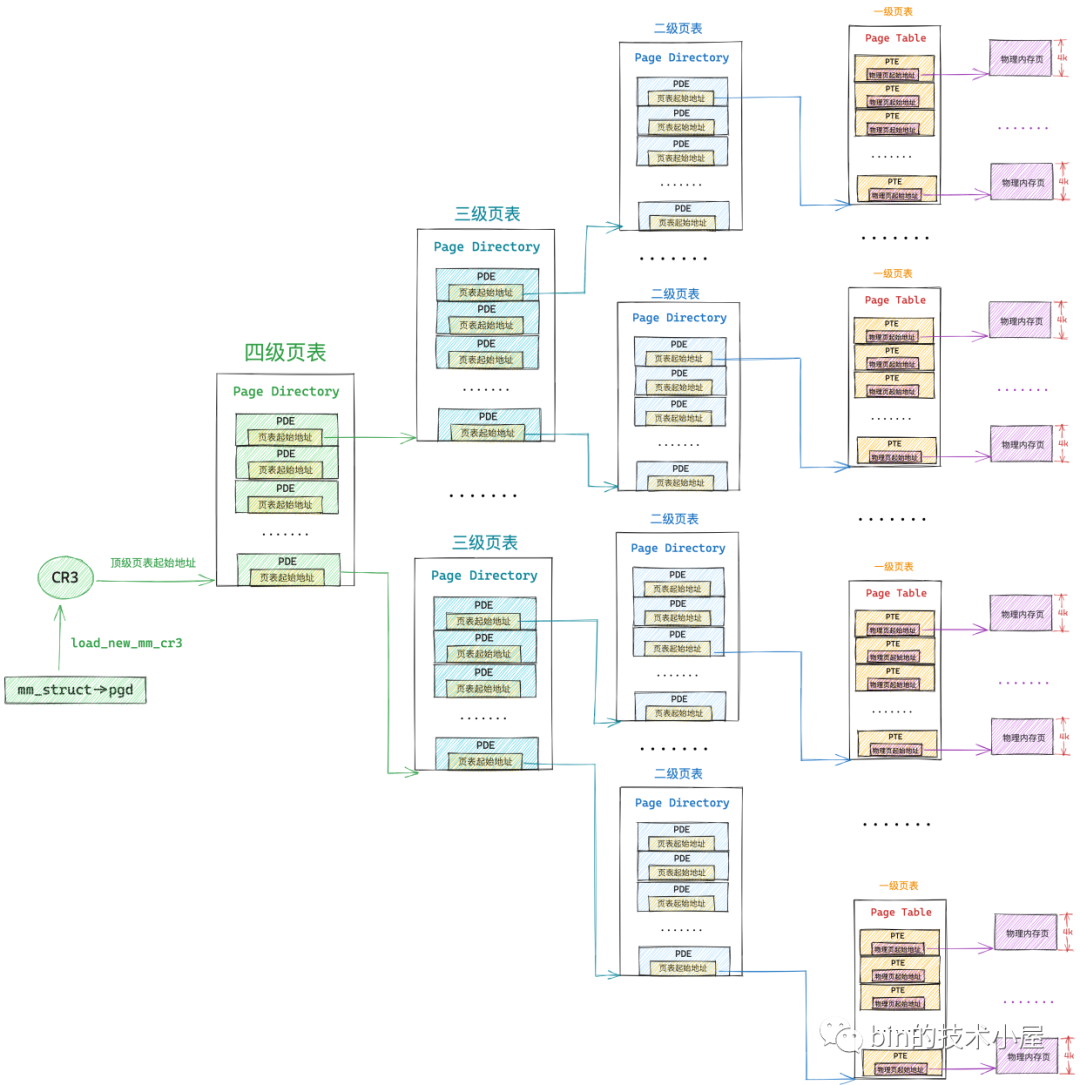 mm_struct->pgd
load_new_mm_cr3
CR3
顶级页表起始地址
四级页表
Page Directory
PDE
页表起始地址
PDE
页表起始地址
PDE
页表起始地址
.......
PDE
页表起始地址
三级页表
Page Directory
PDE
页表起始地址
PDE
页表起始地址
PDE
页表起始地址
.......
PDE
页表起始地址
.......
三级页表
Page Directory
PDE
页表起始地址
PDE
页表起始地址
PDE
页表起始地址
.......
PDE
页表起始地址
二级页表
Page Directory
PDE
页表起始地址
PDE
页表起始地址
PDE
页表起始地址
.......
PDE
页表起始地址
.......
二级页表
Page Directory
PDE
页表起始地址
PDE
页表起始地址
PDE
页表起始地址
.......
PDE
页表起始地址
二级页表
Page Directory
PDE
页表起始地址
PDE
页表起始地址
PDE
页表起始地址
.......
PDE
页表起始地址
.......
二级页表
Page Directory
PDE
页表起始地址
PDE
页表起始地址
PDE
页表起始地址
.......
PDE
页表起始地址
一级页表
Page Table
PTE
物理页起始地址
PTE
物理页起始地址
PTE
物理页起始地址
.......
PTE
物理页起始地址
物理内存页
4k
.......
物理内存页
4k
.......
一级页表
Page Table
PTE
物理页起始地址
PTE
物理页起始地址
PTE
物理页起始地址
.......
PTE
物理页起始地址
物理内存页
4k
.......
物理内存页
4k
.......
一级页表
Page Table
PTE
物理页起始地址
PTE
物理页起始地址
PTE
物理页起始地址
.......
PTE
物理页起始地址
物理内存页
4k
.......
物理内存页
4k
.......
一级页表
Page Table
PTE
物理页起始地址
PTE
物理页起始地址
PTE
物理页起始地址
PTE
物理页起始地址
物理内存页
4k
.......
物理内存页
4k
bin的技术小屋